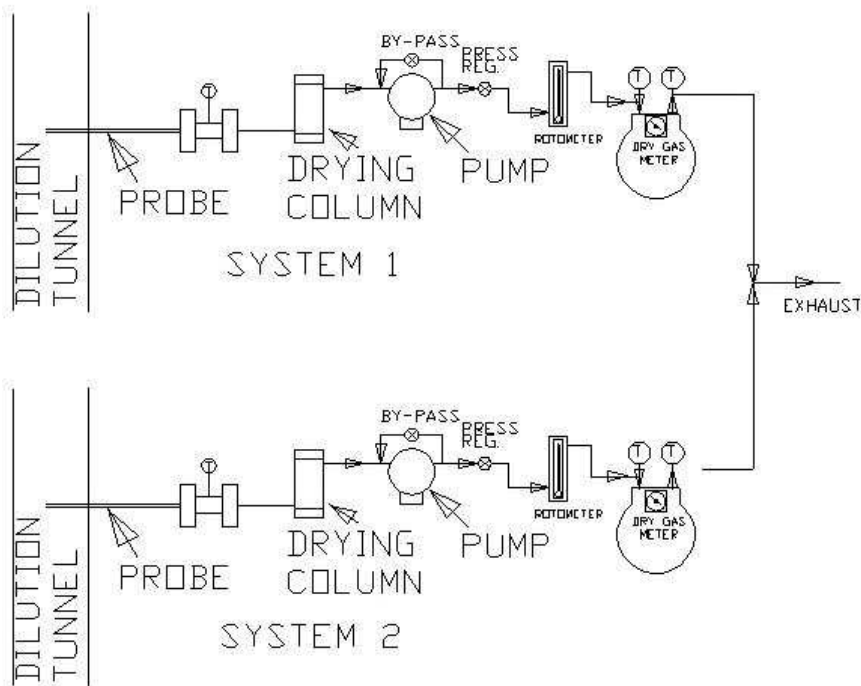 BY-PASS
PRESS
REG.
T
T
T
ROTOMETER
DRY GAS
METER
DRYING
COLUMN
PUMP
PROBE
DILUTION
TUNNEL
SYSTEM 1
EXHAUST
BY-PASS
PRESS
REG.
T
T
T
ROTOMETER
DRY GAS
METER
DRYING
COLUMN
PUMP
PROBE
DILUTION
TUNNEL
SYSTEM 2